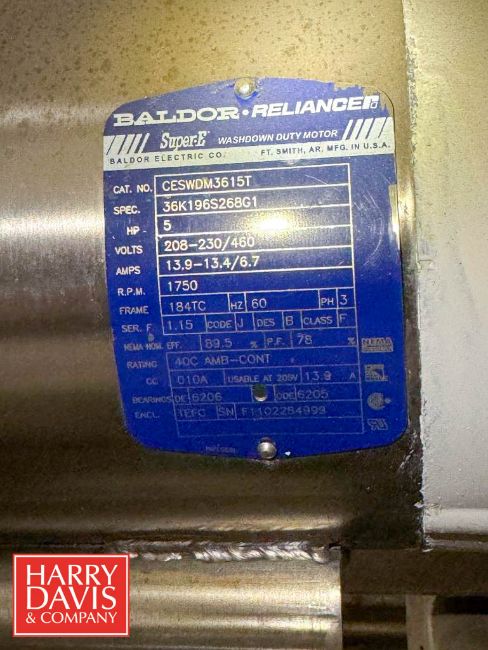 BALDOR • RELIANCE
Super-E WASHDOWN DUTY MOTOR
BALDOR ELECTRIC CO. FT. SMITH, AR, MFG. IN U.S.A.
CAT. NO. CESWDM3615T
SPEC. 36K196S268G1
HP 5
VOLTS 208-230/460
AMPS 13.9-13.4/6.7
R.P.M. 1750
FRAME 184TC HZ 60 PH 3
SER. F. 1.15 CODE J DES B CLASS F
NEMA-NOM. EFF. 89.5 % P.F. 78 %
RATING 40C AMB-CONT
CC 010A USABLE AT 208V 13.9 A
BEARINGS DE 6206 ODE 6205
ENCL. TEFC SN F1102284999
HARRY
DAVIS
& COMPANY